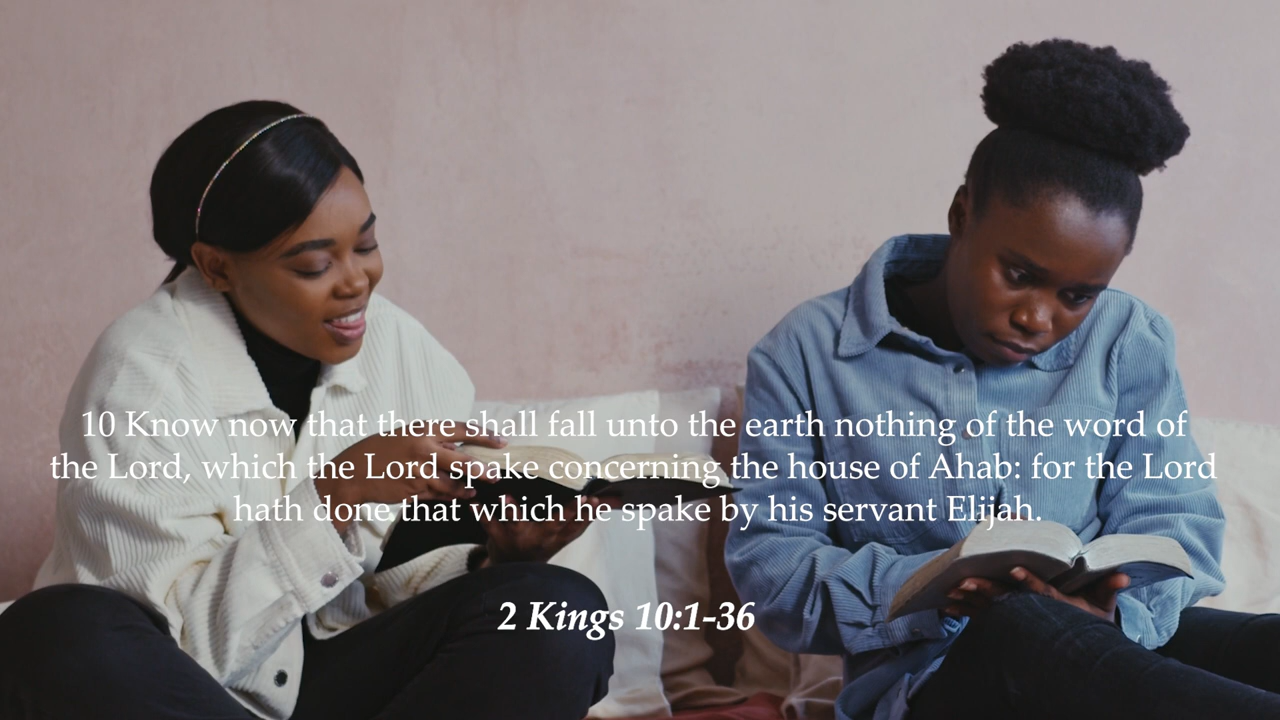 10 Know now that there shall fall unto the earth nothing of the word of
the Lord, which the Lord spake concerning the house of Ahab: for the Lord
hath done that which he spake by his servant Elijah.
2 Kings 10:1-36